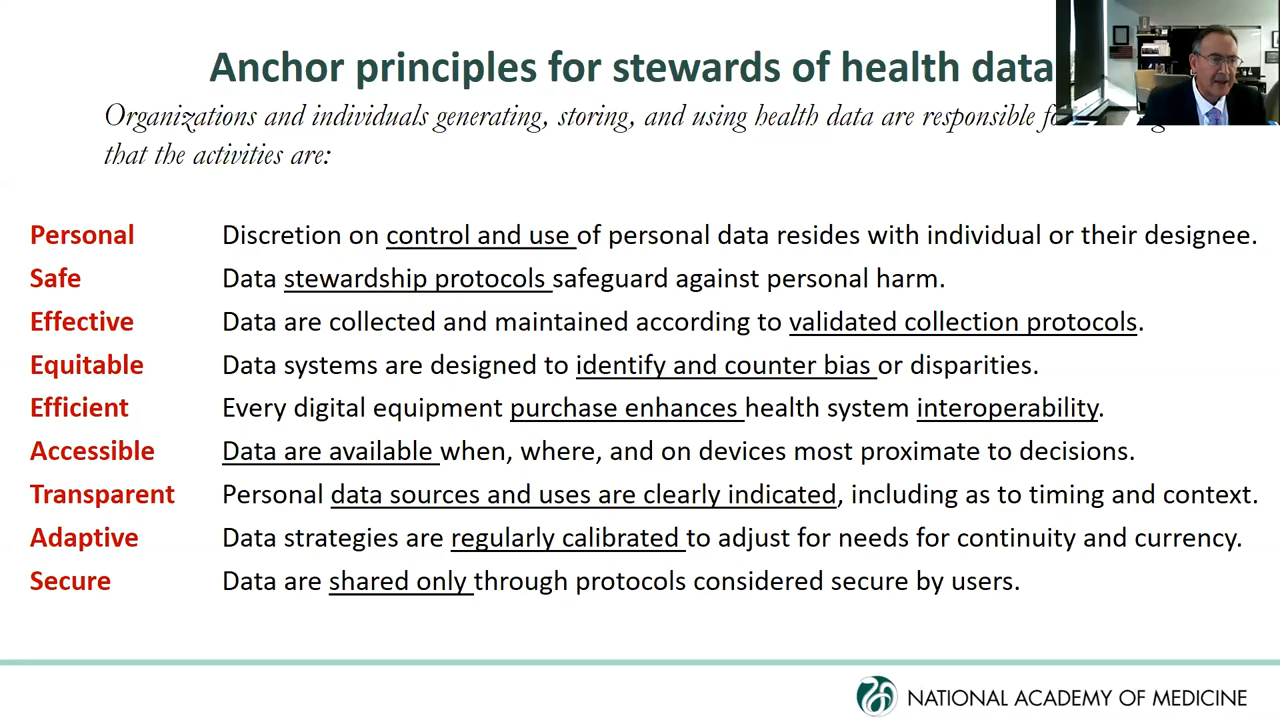 Anchor principles for stewards of health data
Organizations and individuals generating, storing, and using health data are responsible
that the activities are:
Personal Discretion on control and use of personal data resides with individual or their designee.
Safe Data stewardship protocols safeguard against personal harm.
Effective Data are collected and maintained according to validated collection protocols.
Equitable Data systems are designed to identify and counter bias or disparities.
Efficient Every digital equipment purchase enhances health system interoperability.
Accessible Data are available when, where, and on devices most proximate to decisions.
Transparent Personal data sources and uses are clearly indicated, including as to timing and context.
Adaptive Data strategies are regularly calibrated to adjust for needs for continuity and currency.
Secure Data are shared only through protocols considered secure by users.
NATIONAL ACADEMY OF MEDICINE